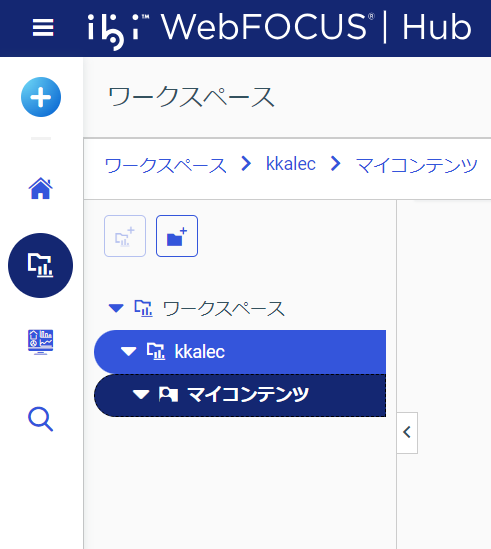 ibi™ WebFOCUS® | Hub
ワークスペース
ワークスペース > kkalec > マイコンテンツ
ワークスペース
kkalec
マイコンテンツ